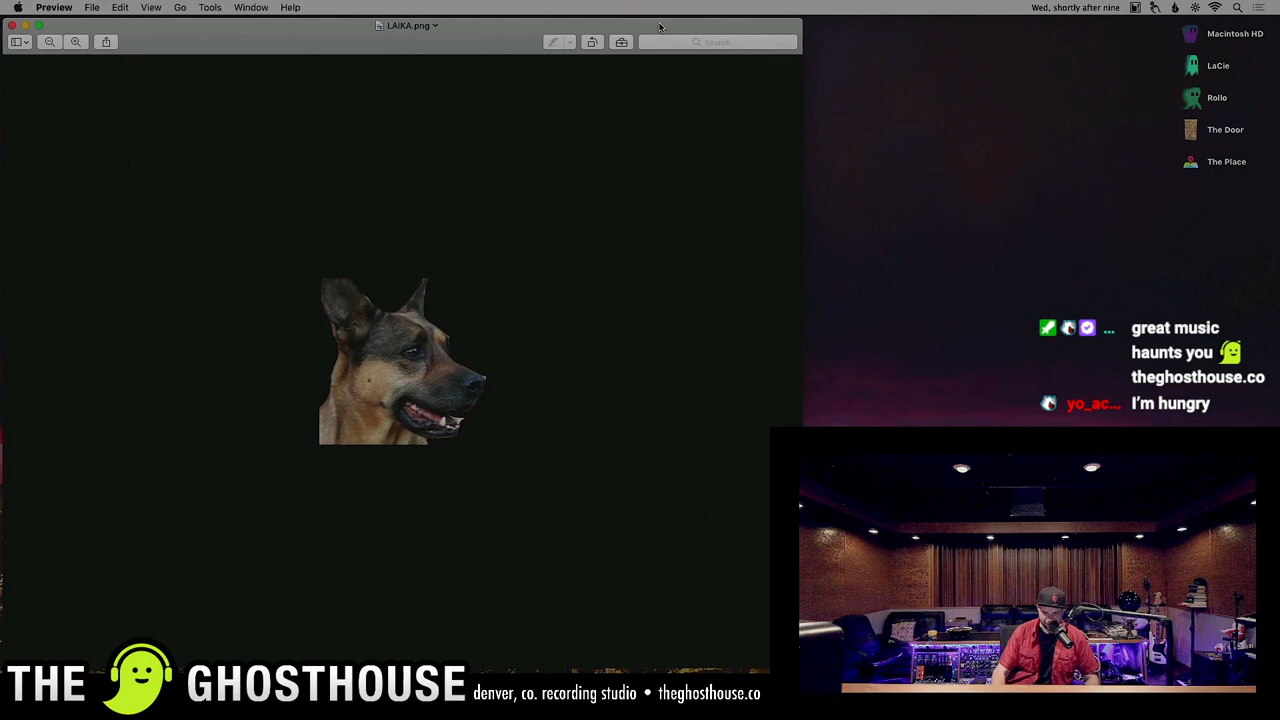 Preview File Edit View Go Tools Window Help
Wed, shortly after nine
LAIKA.png
Search
Macintosh HD
LaCie
Rollo
The Door
The Place
... great music
haunts you
theghosthouse.co
yo_ac... I'm hungry
THE GHOSTHOUSE denver, co. recording studio • theghosthouse.co